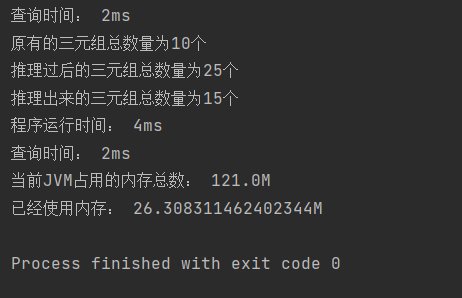 查询时间： 2ms
原有的三元组总数量为10个
推理过后的三元组总数量为25个
推理出来的三元组总数量为15个
程序运行时间： 4ms
查询时间： 2ms
当前JVM占用的内存总数： 121.0M
已经使用内存： 26.308311462402344M
Process finished with exit code 0